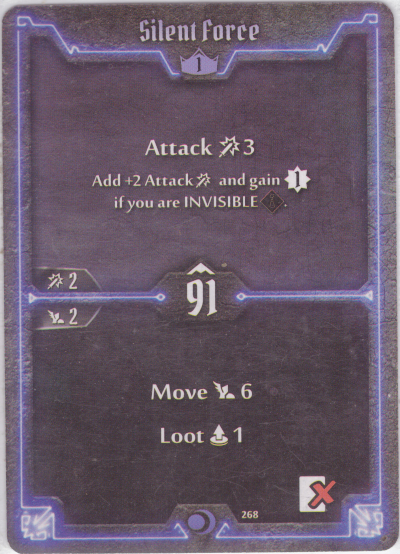 Silent Force
1
Attack 3
Add +2 Attack and gain 1
if you are INVISIBLE .
2
91
2
Move 6
Loot 1
268